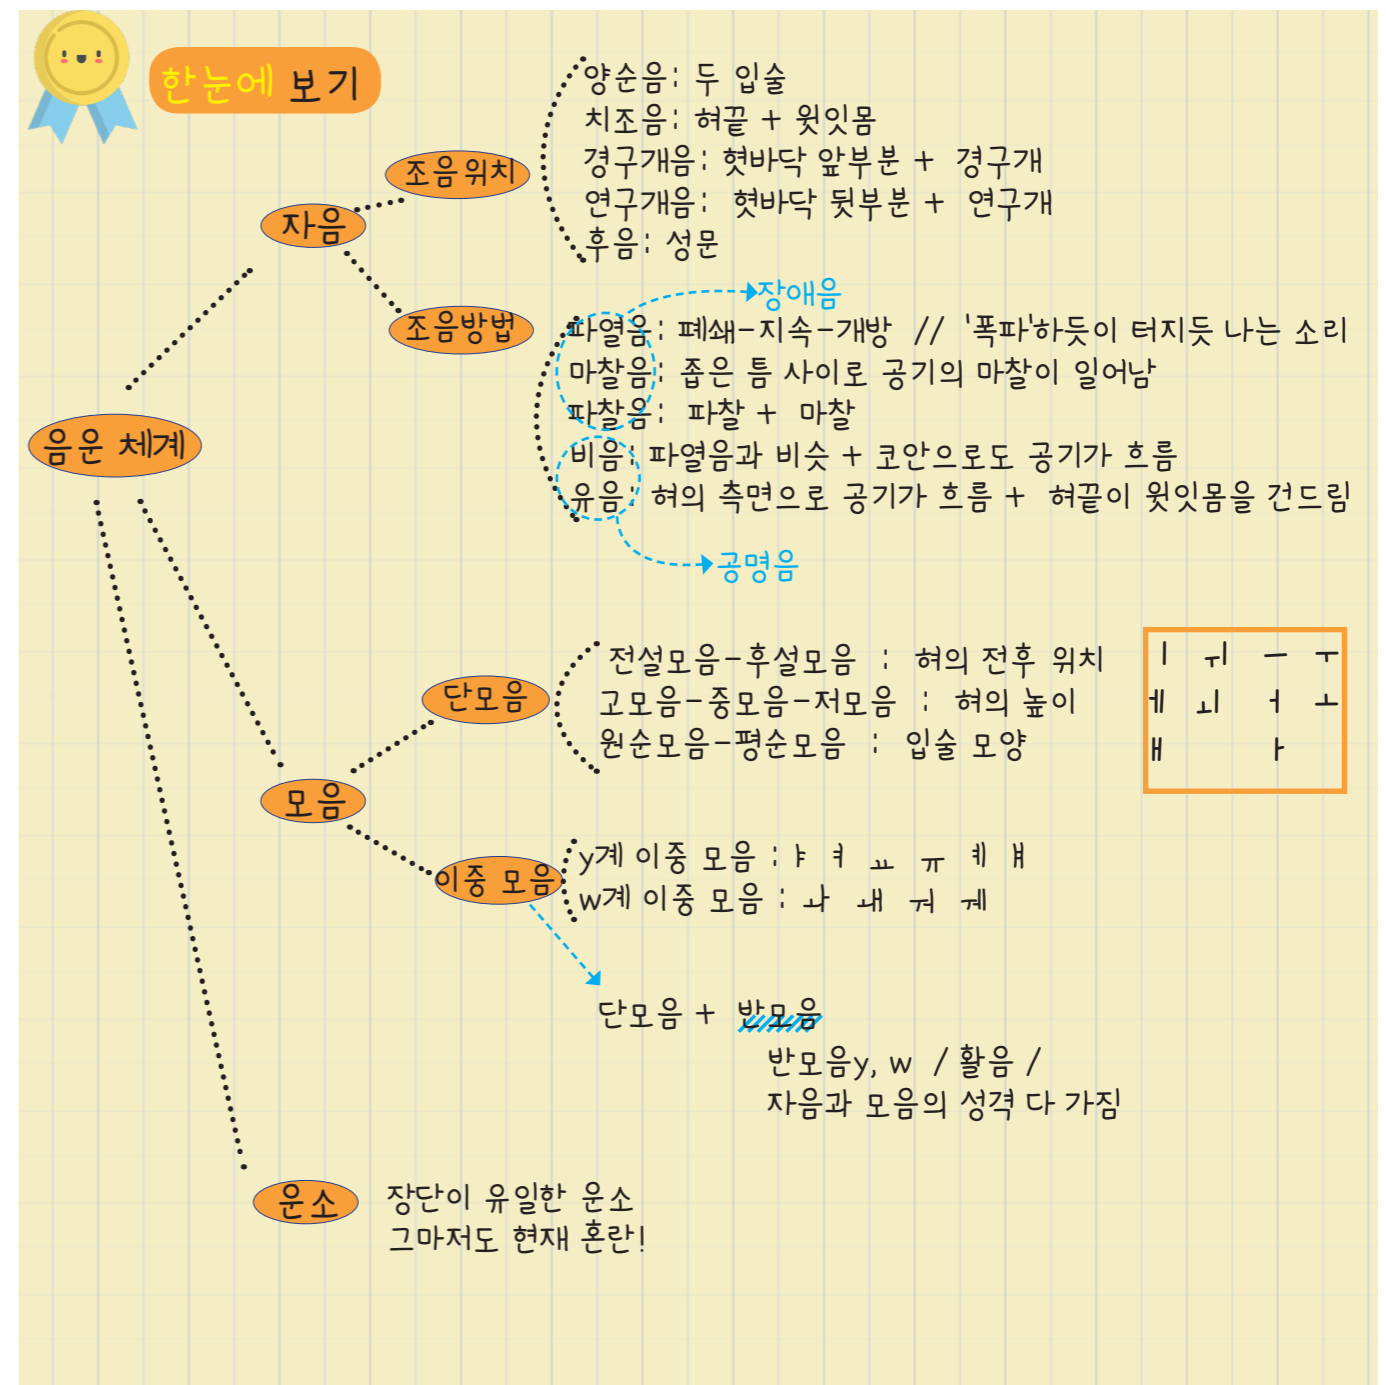 한눈에 보기
음운 체계
자음
조음위치
양순음: 두 입술
치조음: 혀끝 + 윗잇몸
경구개음: 혓바닥 앞부분 + 경구개
연구개음: 혓바닥 뒷부분 + 연구개
후음: 성문
조음방법
장애음
파열음: 폐쇄-지속-개방 // '폭파'하듯이 터지듯 나는 소리
마찰음: 좁은 틈 사이로 공기의 마찰이 일어남
파찰음: 파찰 + 마찰
비음: 파열음과 비슷 + 코안으로도 공기가 흐름
유음: 혀의 측면으로 공기가 흐름 + 혀끝이 윗잇몸을 건드림
공명음
모음
단모음
전설모음-후설모음 : 혀의 전후 위치
고모음-중모음-저모음 : 혀의 높이
원순모음-평순모음 : 입술 모양
ㅣ ㅟ ㅡ ㅜ
ㅔ ㅚ ㅓ ㅗ
ㅐ ㅏ
이중 모음
y계 이중 모음 : ㅑ ㅕ ㅛ ㅠ ㅖ ㅒ
w계 이중 모음 : ㅘ ㅙ ㅝ ㅞ
단모음 + 반모음
반모음y, w / 활음 /
자음과 모음의 성격 다 가짐
운소
장단이 유일한 운소
그마저도 현재 혼란!